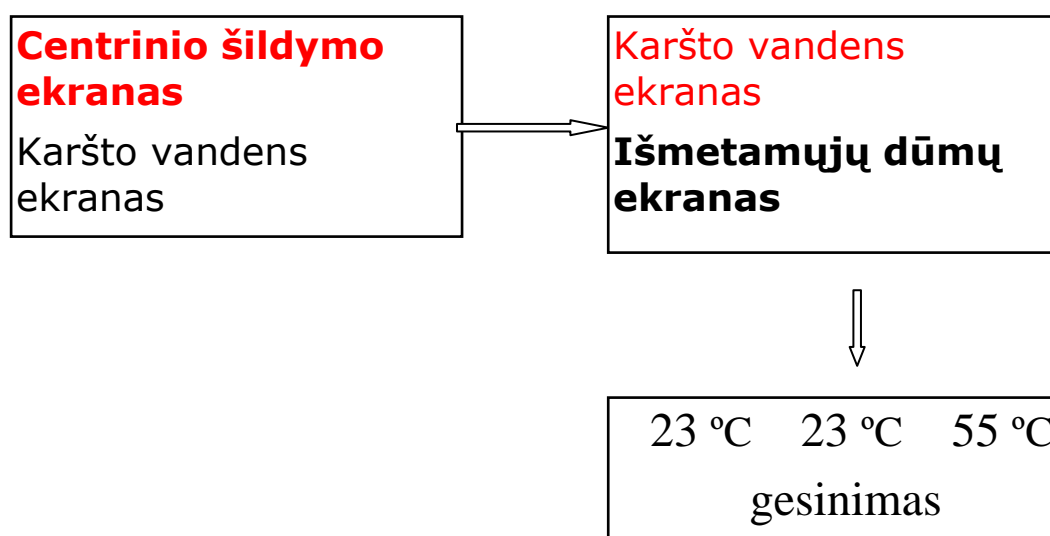 Centrinio šildymo
ekranas
Karšto vandens
ekranas
Karšto vandens
ekranas
Išmetamųjų dūmų
ekranas
23 ºC 23 ºC 55 ºC
gesinimas